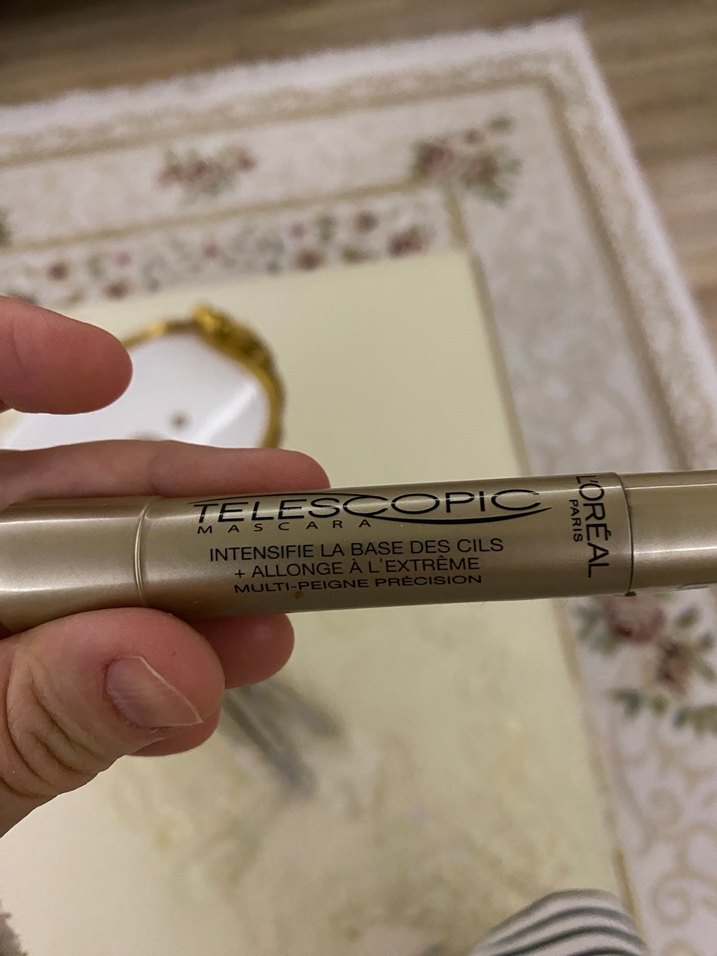 TELESCOPIC
MASCARA
INTENSIFIE LA BASE DES CILS
+ ALLONGE À L'EXTRÊME
MULTI-PEIGNE PRÉCISION
L'ORÉAL
PARIS